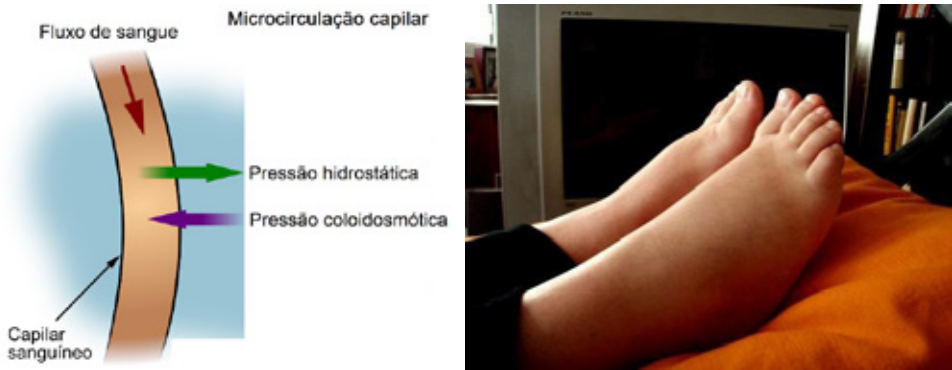 Microcirculação capilar
Fluxo de sangue
Pressão hidrostática
Pressão coloidosmótica
Capilar
sanguíneo